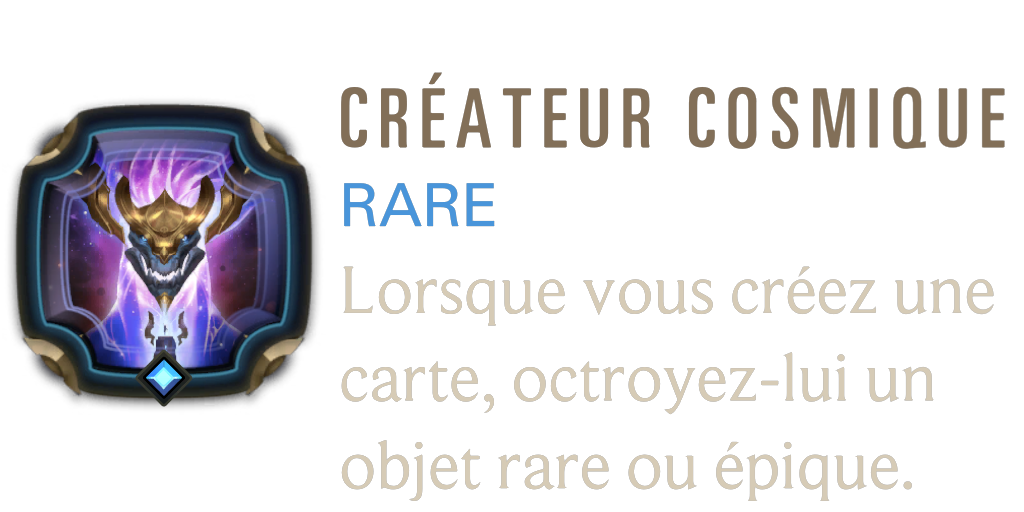 CRÉATEUR COSMIQUE
RARE
Lorsque vous créez une
carte, octroyez-lui un
objet rare ou épique.